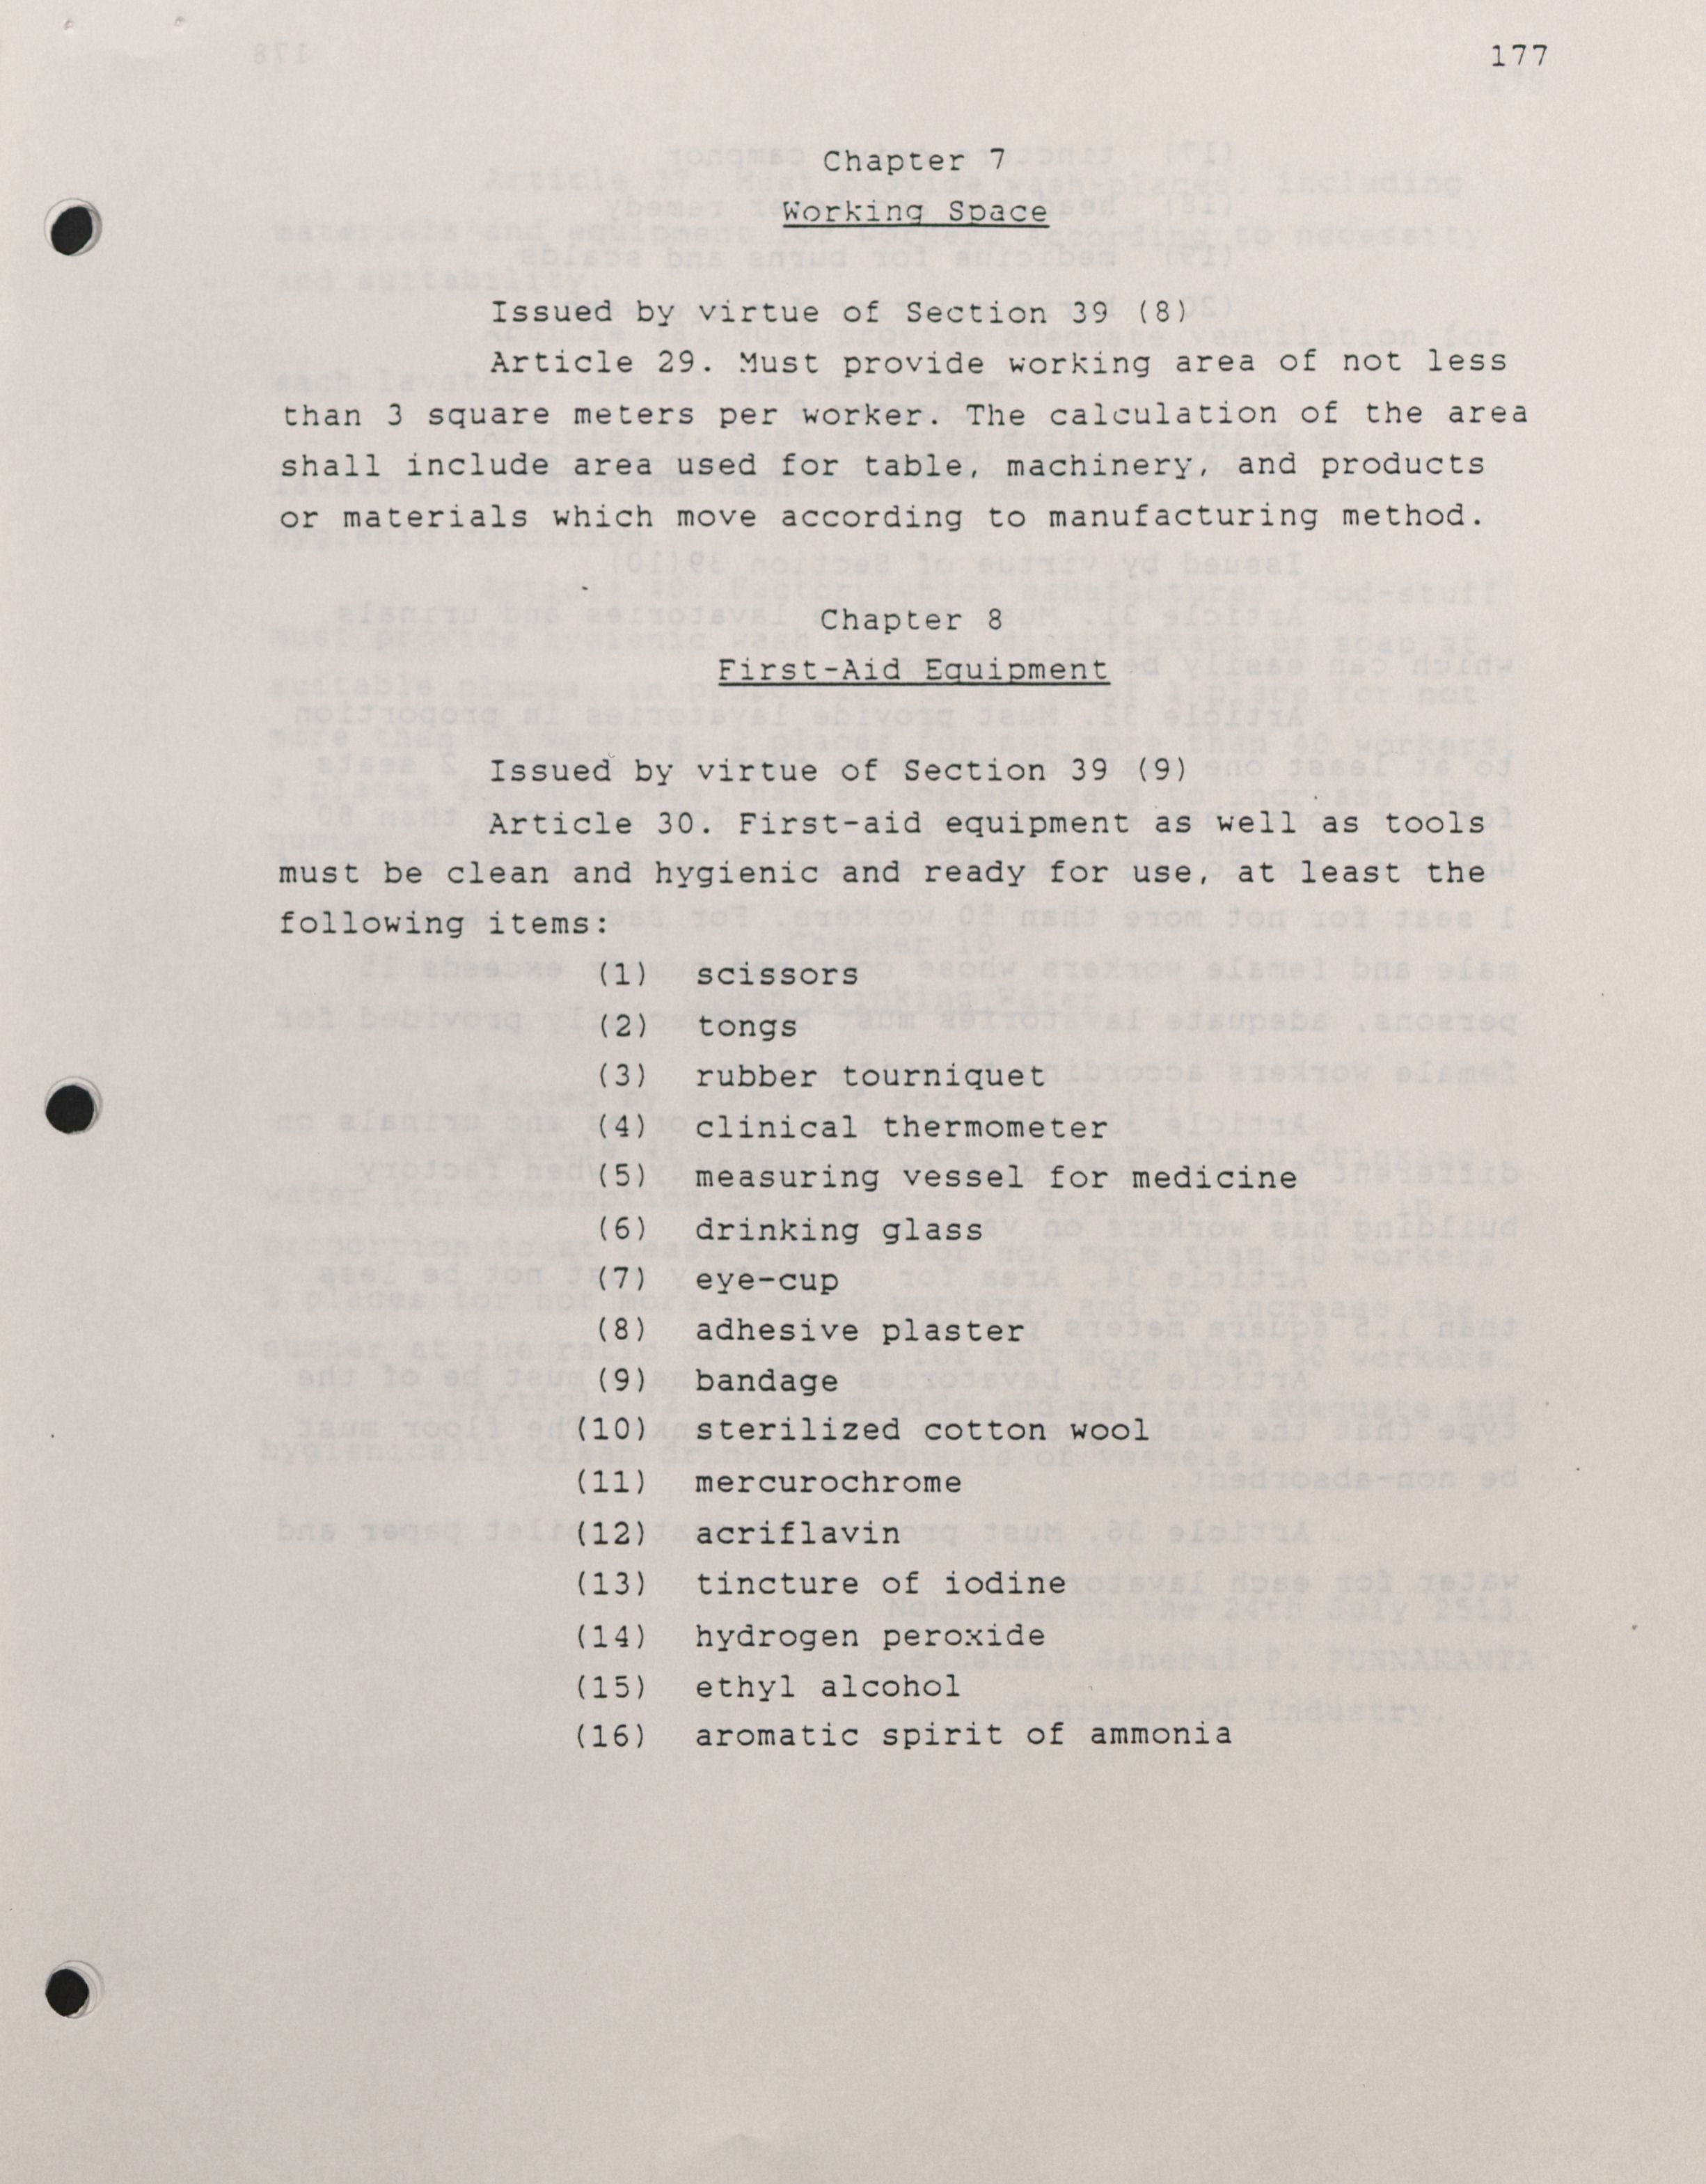 177
Chapter 7
Working Space
Issued by virtue of Section 39 (8)
Article 29. Must provide working area of not less
than 3 square meters per worker. The calculation of the area
shall include area used for table, machinery, and products
or materials which move according to manufacturing method.
Chapter 8
First-Aid Equipment
Issued by virtue of Section 39 (9)
Article 30. First-aid equipment as well as tools
must be clean and hygienic and ready for use, at least the
following items:
(1) scissors
(2) tongs
(3) rubber tourniquet
(4) clinical thermometer
(5) measuring vessel for medicine
(6) drinking glass
(7) eye-cup
(8) adhesive plaster
(9) bandage
(10) sterilized cotton wool
(11) mercurochrome
(12) acriflavin
(13) tincture of iodine
(14) hydrogen peroxide
(15) ethyl alcohol
(16) aromatic spirit of ammonia